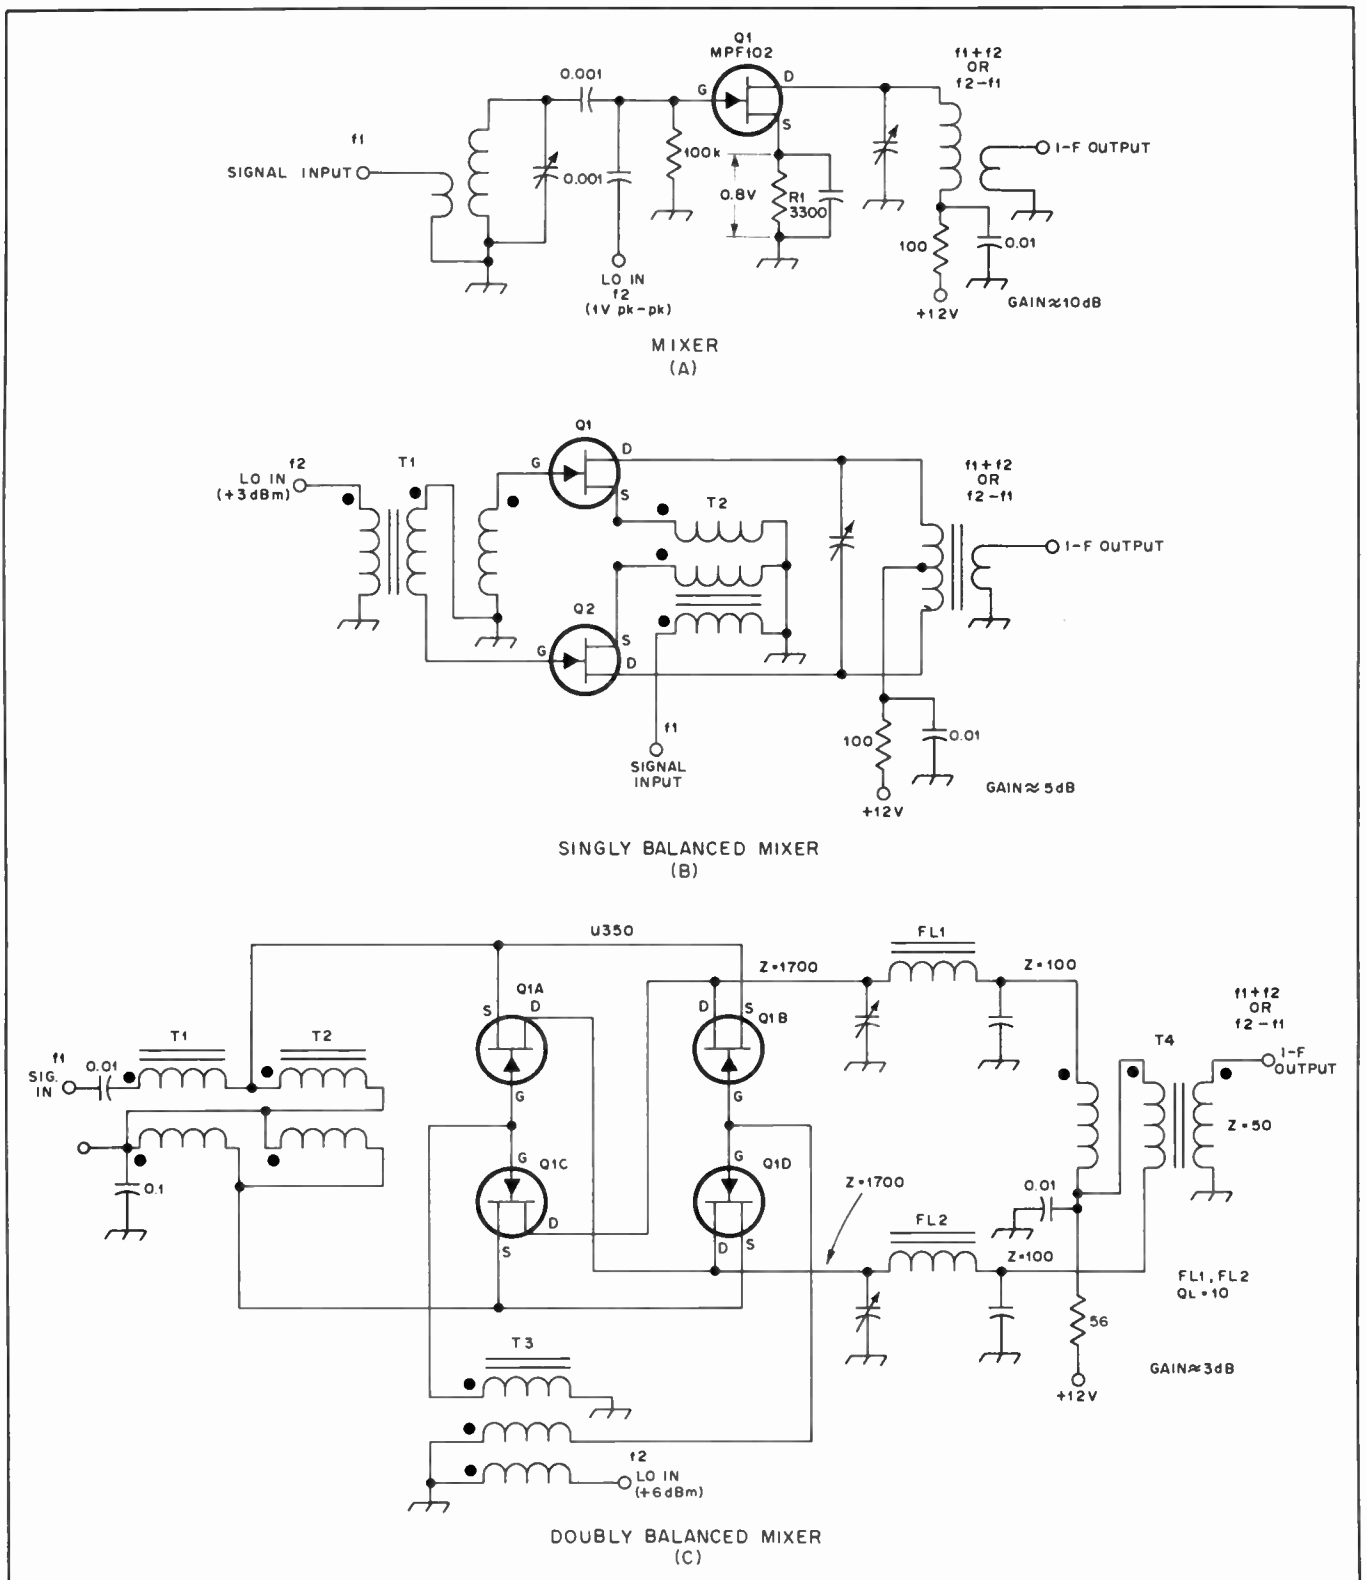 Q1
MPF102
f1+f2
OR
f2-f1
0.001
G
D
S
f1
SIGNAL INPUT
0.001
100k
0.8V
R1
3300
I-F OUTPUT
100
0.01
LO IN
f2
(1V pk-pk)
+12V
GAIN≈10dB
MIXER
(A)
Q1
f2
LO IN
(+3dBm)
T1
G
D
S
T2
f1+f2
OR
f2-f1
I-F OUTPUT
Q2
G
S
D
f1
SIGNAL
INPUT
100
0.01
+12V
GAIN≈5dB
SINGLY BALANCED MIXER
(B)
U350
FL1
Z=1700
Z=100
f1+f2
OR
f2-f1
Q1A
S
D
D
S
Q1B
T1
T2
f1
SIG.
IN
0.01
T4
I-F
OUTPUT
G
G
Z=50
G
Q1C
G
Q1D
0.1
D
S
D
S
Z=1700
FL2
0.01
Z=100
FL1, FL2
QL=10
56
T3
GAIN≈3dB
+12V
f2
LO IN
(+6dBm)
DOUBLY BALANCED MIXER
(C)